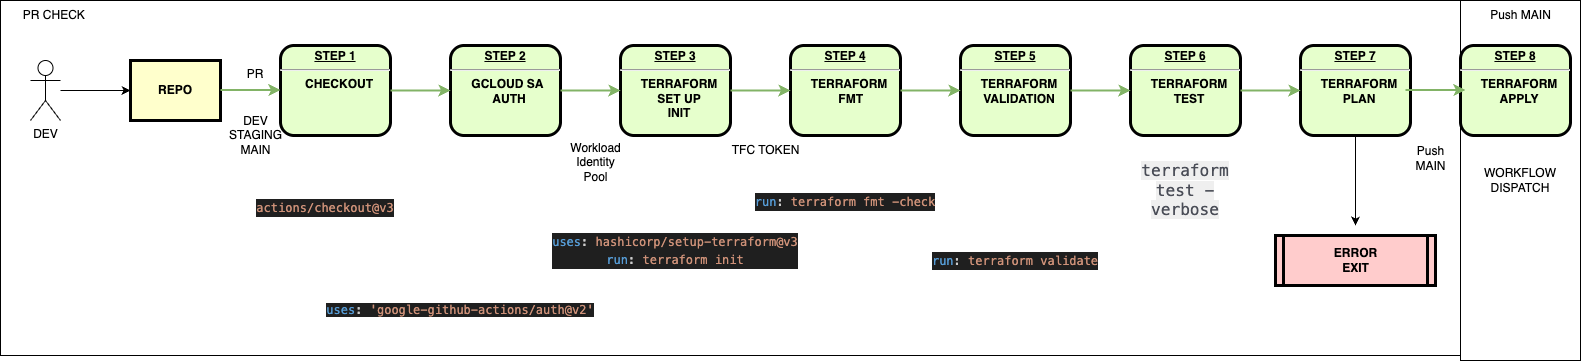 PR CHECK
Push MAIN
DEV
REPO
PR
DEV
STAGING
MAIN
STEP 1
CHECKOUT
STEP 2
GCLOUD SA
AUTH
Workload
Identity
Pool
STEP 3
TERRAFORM
SET UP
INIT
TFC TOKEN
STEP 4
TERRAFORM
FMT
STEP 5
TERRAFORM
VALIDATION
STEP 6
TERRAFORM
TEST
STEP 7
TERRAFORM
PLAN
Push
MAIN
STEP 8
TERRAFORM
APPLY
WORKFLOW
DISPATCH
terraform
test –
verbose
actions/checkout@v3
run: terraform fmt -check
uses: hashicorp/setup-terraform@v3
run: terraform init
run: terraform validate
ERROR
EXIT
uses: 'google-github-actions/auth@v2'